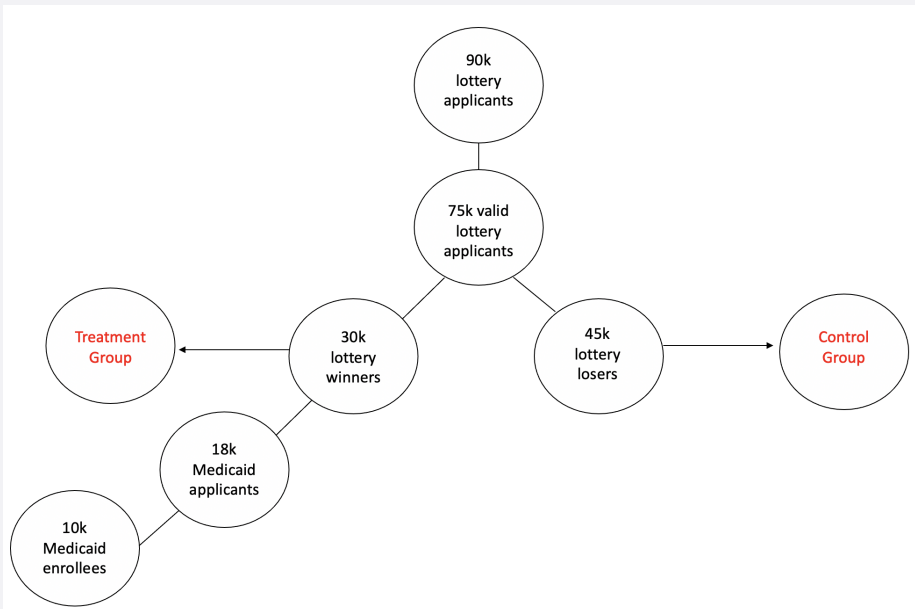 90k
lottery
applicants
75k valid
lottery
applicants
Treatment
Group
30k
lottery
winners
45k
lottery
losers
Control
Group
18k
Medicaid
applicants
10k
Medicaid
enrollees